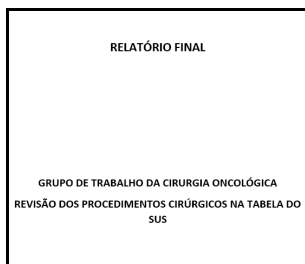 RELATÓRIO FINAL
GRUPO DE TRABALHO DA CIRURGIA ONCOLÓGICA
REVISÃO DOS PROCEDIMENTOS CIRÚRGICOS NA TABELA DO
SUS